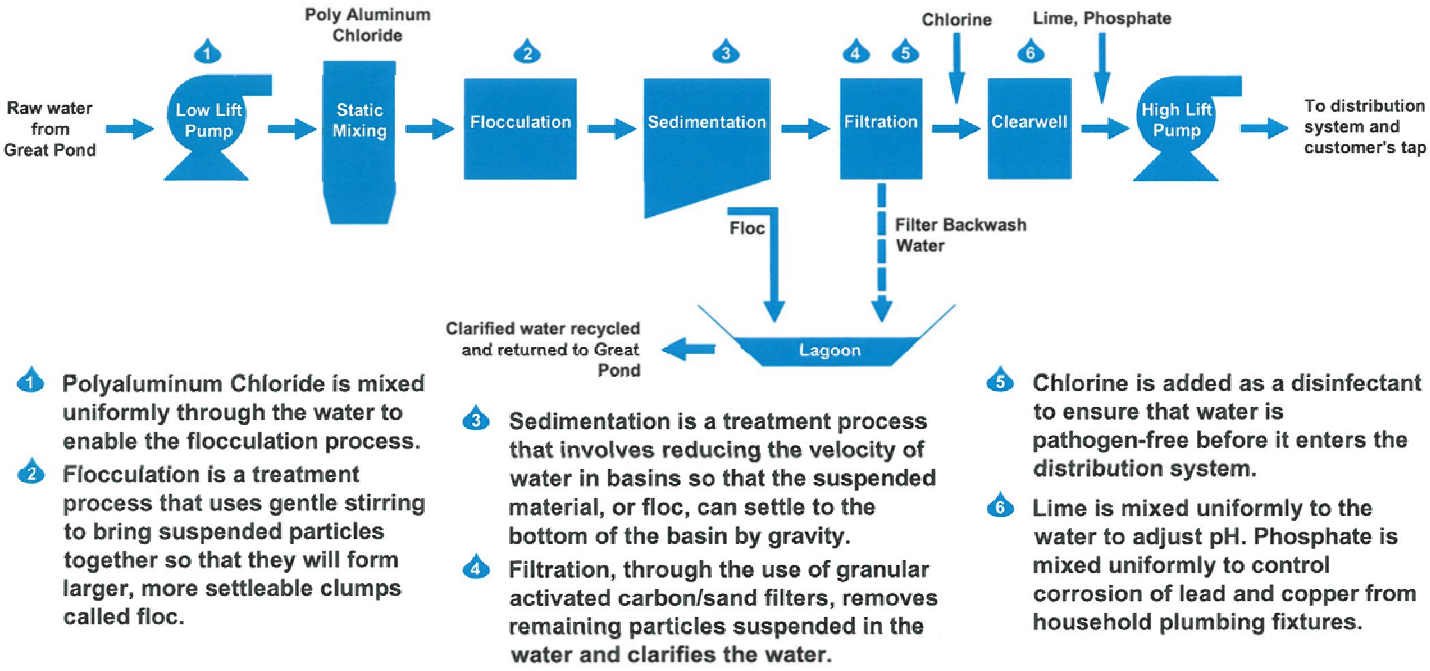 Poly Aluminum
Chloride
Chlorine
Lime, Phosphate
1
2
3
4
5
6
Raw water
from
Great Pond
Low Lift
Pump
Static
Mixing
Flocculation
Sedimentation
Filtration
Clearwell
High Lift
Pump
To distribution
system and
customer's tap
Floc
Filter Backwash
Water
Clarified water recycled
and returned to Great
Pond
Lagoon
1 Polyaluminum Chloride is mixed
uniformly through the water to
enable the flocculation process.
2 Flocculation is a treatment
process that uses gentle stirring
to bring suspended particles
together so that they will form
larger, more settleable clumps
called floc.
3 Sedimentation is a treatment process
that involves reducing the velocity of
water in basins so that the suspended
material, or floc, can settle to the
bottom of the basin by gravity.
4 Filtration, through the use of granular
activated carbon/sand filters, removes
remaining particles suspended in the
water and clarifies the water.
5 Chlorine is added as a disinfectant
to ensure that water is
pathogen-free before it enters the
distribution system.
6 Lime is mixed uniformly to the
water to adjust pH. Phosphate is
mixed uniformly to control
corrosion of lead and copper from
household plumbing fixtures.